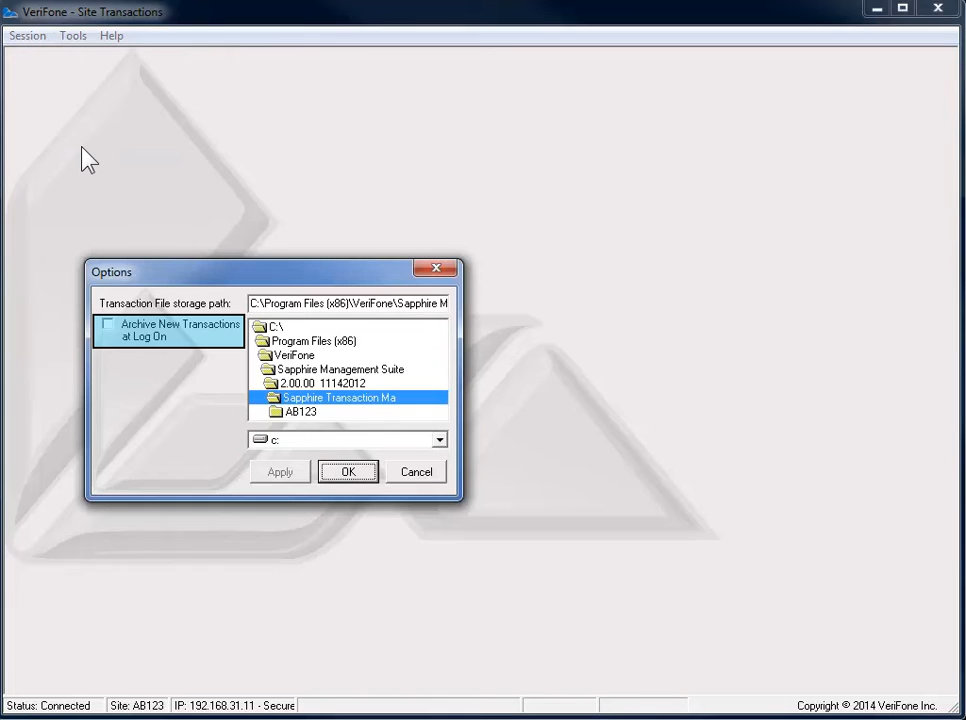 VeriFone - Site Transactions
Session Tools Help
Options
Transaction File storage path: C:\Program Files (x86)\VeriFone\Sapphire M
Archive New Transactions
at Log On
C:\
Program Files (x86)
VeriFone
Sapphire Management Suite
2.00.00 11142012
Sapphire Transaction Ma
AB123
c:
Apply OK Cancel
Status: Connected Site: AB123 IP: 192.168.31.11 - Secure Copyright © 2014 VeriFone Inc.